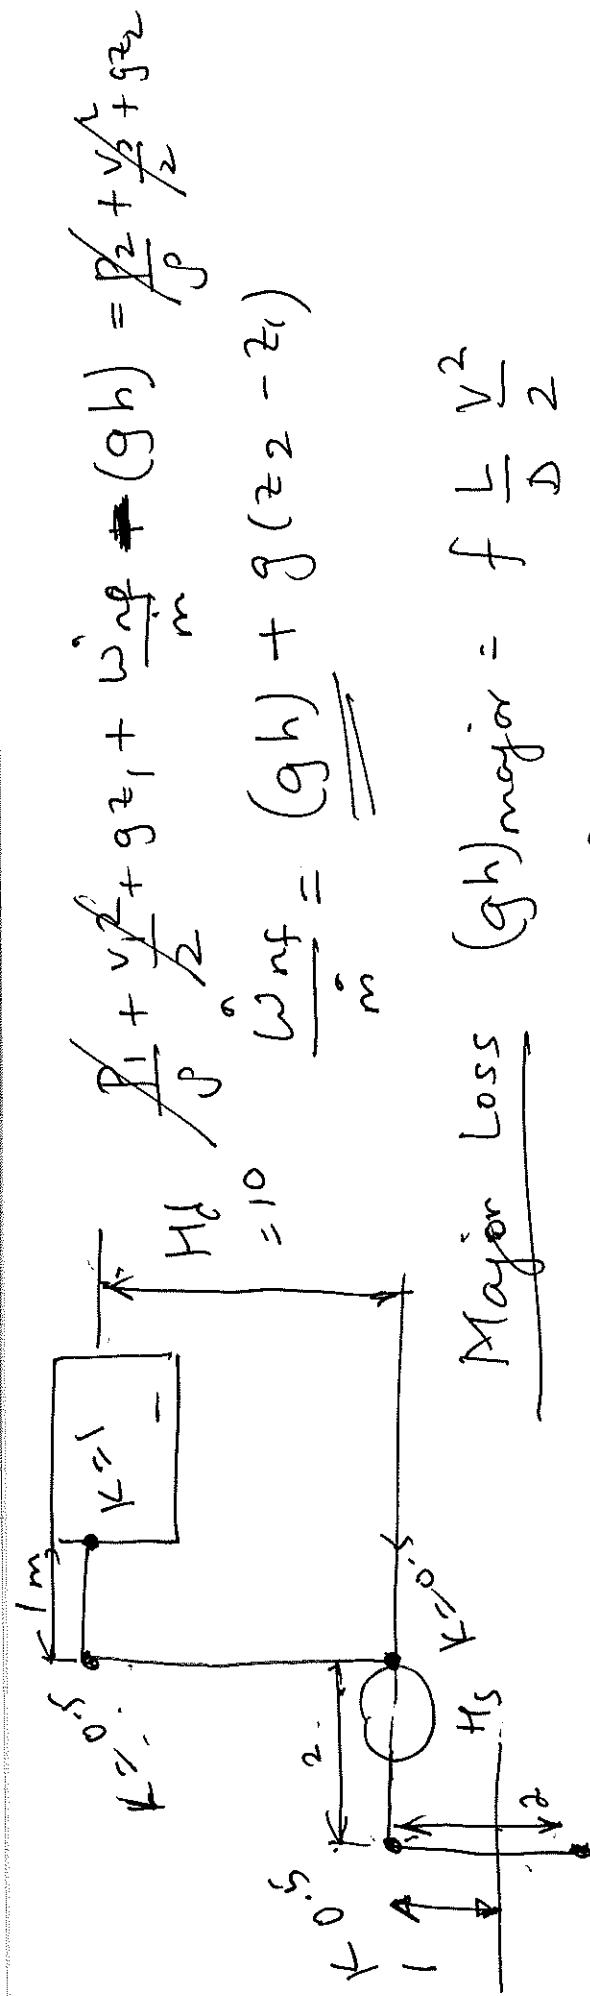 P₁/ρ + V₁²/2 + gz₁ + Ẇnf/ṁ - (gh) = P₂/ρ + V₂²/2 + gz₂
Ẇnf/ṁ = (gh) + g(z₂ - z₁)
Major Loss (gh)major = f L/D V²/2
1m
K=1
K=0.5
Hd
=10
2
K=0.5
K 0.5
1
Hs
2